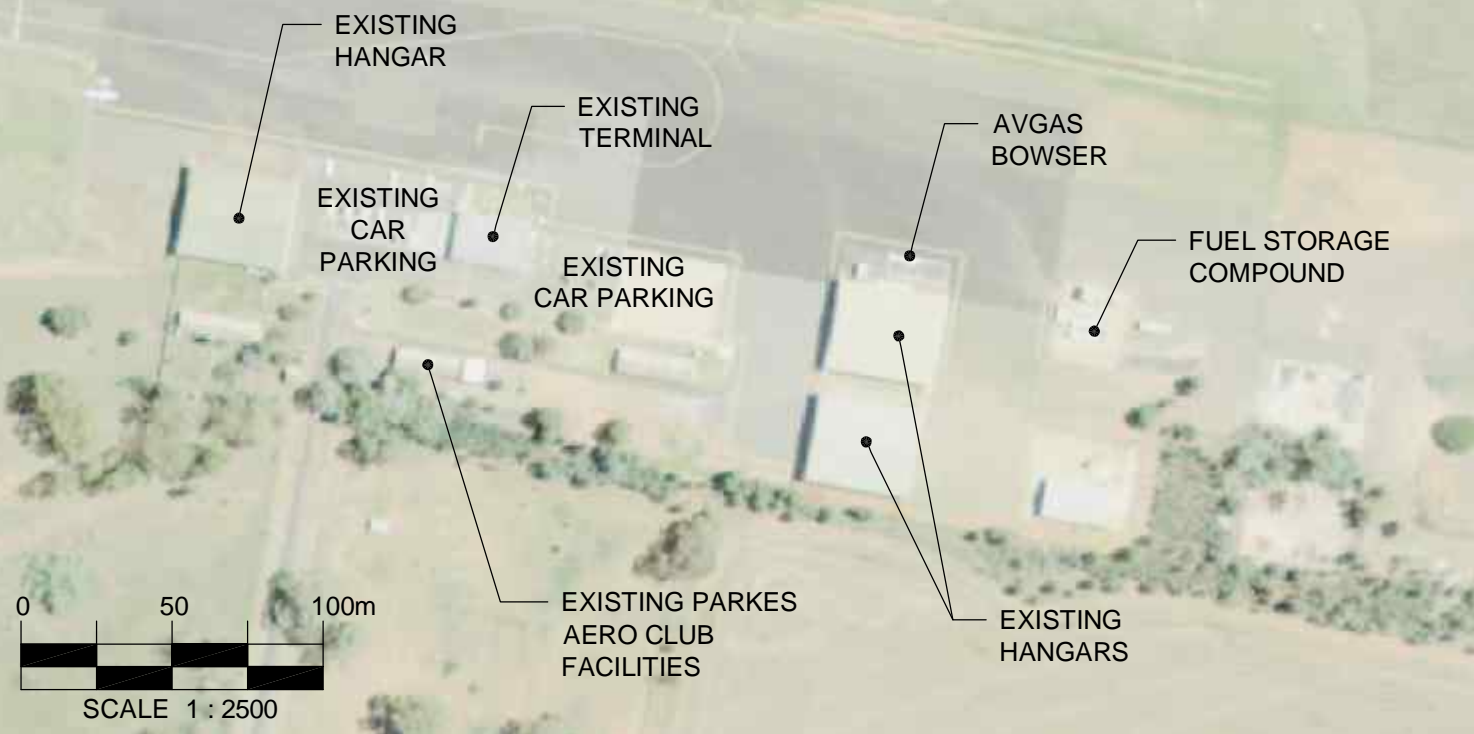 EXISTING
HANGAR
EXISTING
TERMINAL
AVGAS
BOWSER
EXISTING
CAR
PARKING
EXISTING
CAR PARKING
FUEL STORAGE
COMPOUND
EXISTING PARKES
AERO CLUB
FACILITIES
EXISTING
HANGARS
0 50 100m
SCALE 1 : 2500